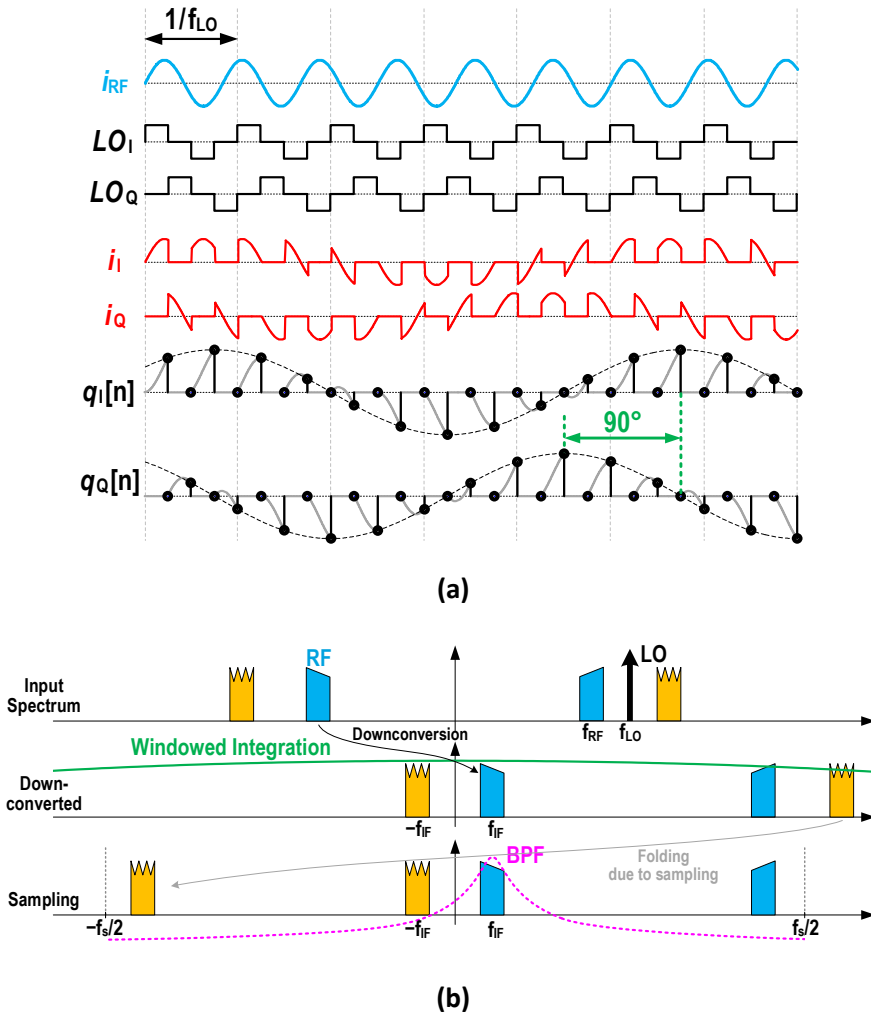 1/fLO
iRF
LOI
LOQ
iI
iQ
qI[n]
90°
qQ[n]
(a)
RF
LO
Input
Spectrum
fRF
fLO
Downconversion
Windowed Integration
Down-
converted
−fIF
fIF
BPF
Folding
due to sampling
Sampling
−fs/2
−fIF
fIF
fs/2
(b)